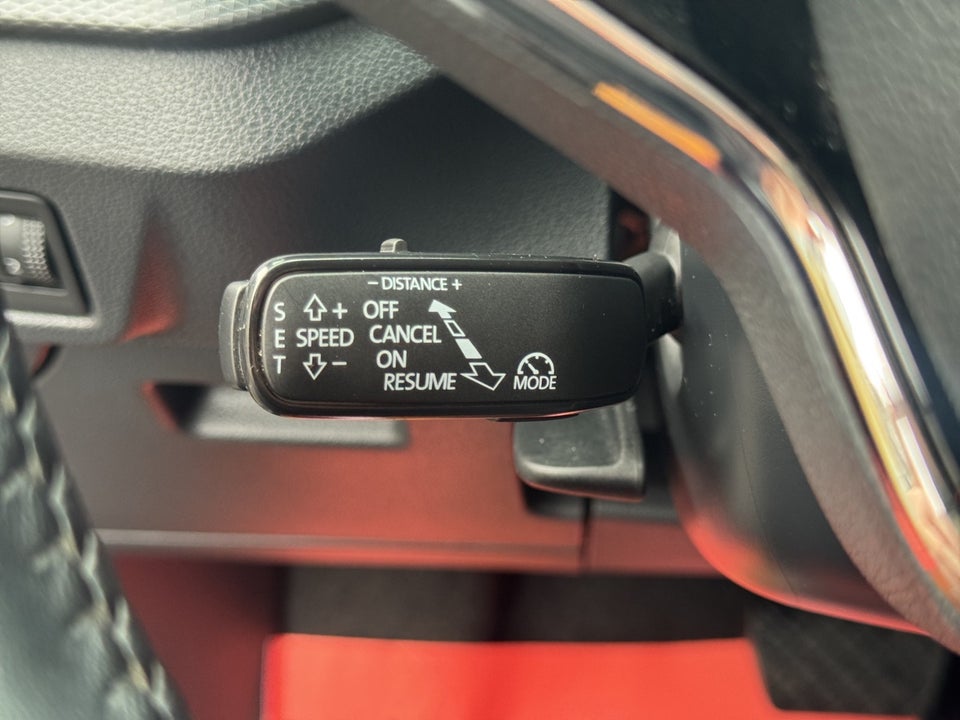 − DISTANCE +
S
E
T
+
SPEED
−
OFF
CANCEL
ON
RESUME
MODE